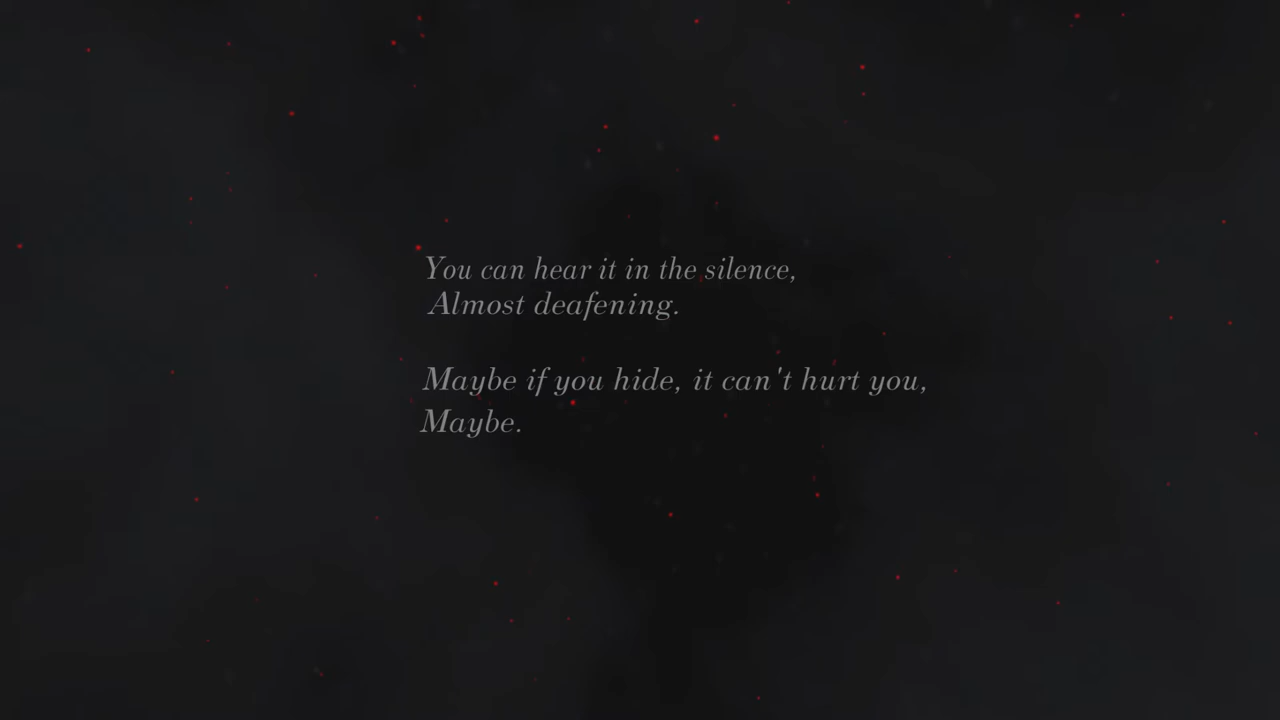 You can hear it in the silence,
Almost deafening.
Maybe if you hide, it can't hurt you,
Maybe.